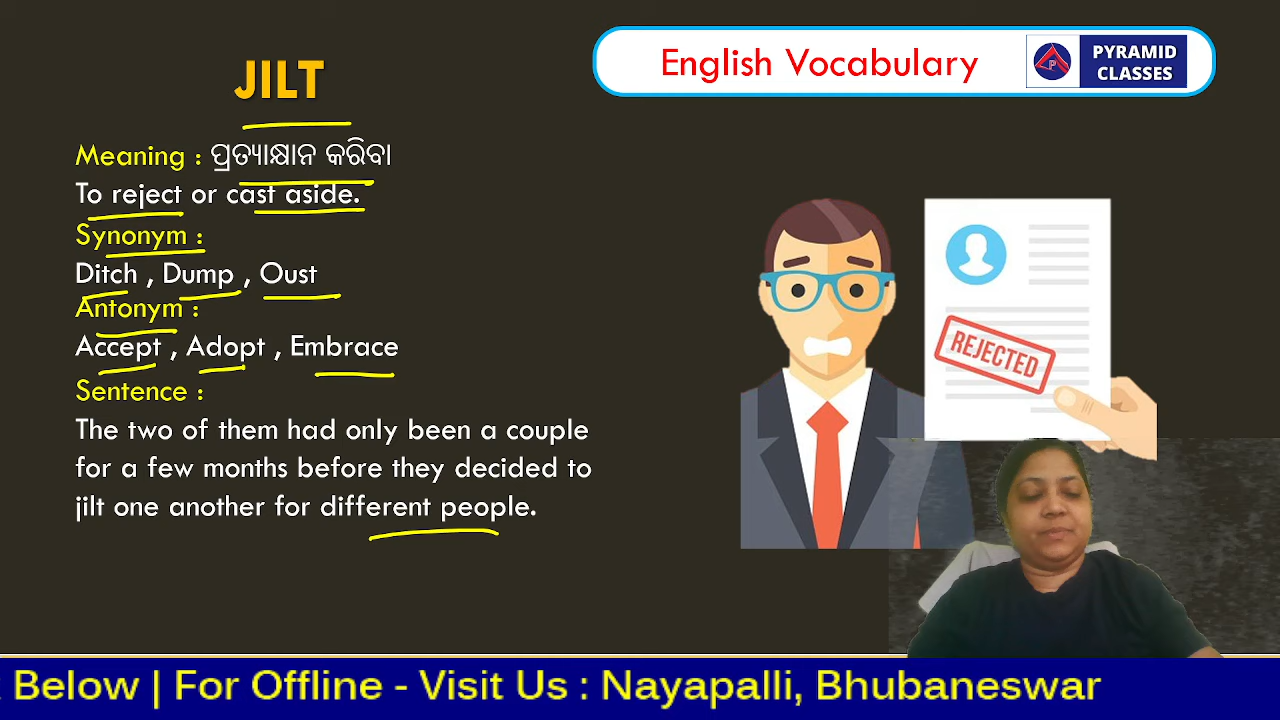 JILT
English Vocabulary
PYRAMID
CLASSES
P
Meaning : ପ୍ରତ୍ୟାକ୍ଷାନ କରିବା
To reject or cast aside.
Synonym :
Ditch , Dump , Oust
Antonym :
Accept , Adopt , Embrace
Sentence :
The two of them had only been a couple
for a few months before they decided to
jilt one another for different people.
REJECTED
Below | For Offline - Visit Us : Nayapalli, Bhubaneswar